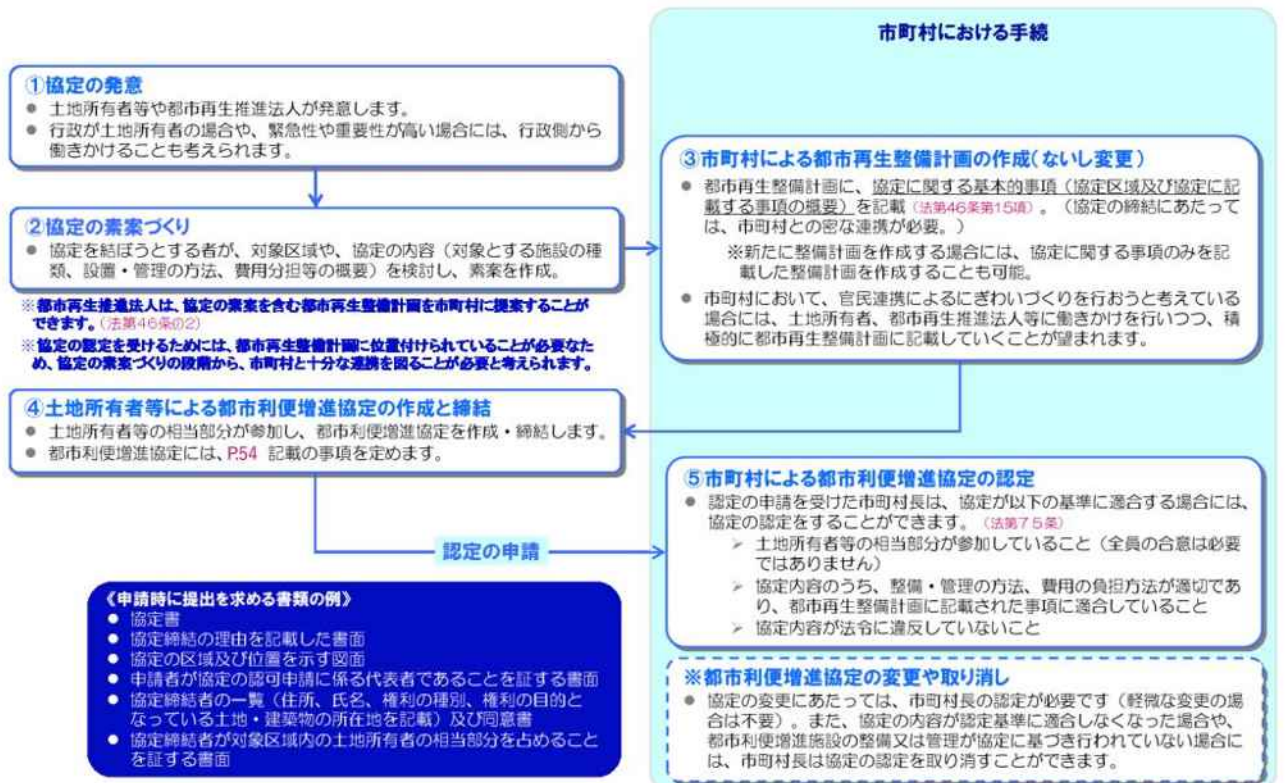 市町村における手続
①協定の発意
● 土地所有者等や都市再生推進法人が発意します。
● 行政が土地所有者の場合や、緊急性や重要性が高い場合には、行政側から
働きかけることも考えられます。
②協定の素案づくり
● 協定を結ぼうとする者が、対象区域や、協定の内容（対象とする施設の種
類、設置・管理の方法、費用分担等の概要）を検討し、素案を作成。
※都市再生推進法人は、協定の素案を含む都市再生整備計画を市町村に提案することが
できます。（法第46条の2）
※協定の認定を受けるためには、都市再生整備計画に位置付けられていることが必要なた
め、協定の素案づくりの段階から、市町村と十分な連携を図ることが必要と考えられます。
③市町村による都市再生整備計画の作成（ないし変更）
● 都市再生整備計画に、協定に関する基本的事項（協定区域及び協定に記
載する事項の概要）を記載（法第46条第15項）。（協定の締結にあたって
は、市町村との密な連携が必要。）
※新たに整備計画を作成する場合には、協定に関する事項のみを記
載した整備計画を作成することも可能。
● 市町村において、官民連携によるにぎわいづくりを行おうと考えている
場合には、土地所有者、都市再生推進法人等に働きかけを行いつつ、積
極的に都市再生整備計画に記載していくことが望まれます。
④土地所有者等による都市利便増進協定の作成と締結
● 土地所有者等の相当部分が参加し、都市利便増進協定を作成・締結します。
● 都市利便増進協定には、P.54 記載の事項を定めます。
認定の申請
⑤市町村による都市利便増進協定の認定
● 認定の申請を受けた市町村長は、協定が以下の基準に適合する場合には、
協定の認定をすることができます。（法第75条）
➢ 土地所有者等の相当部分が参加していること（全員の合意は必要
ではありません）
➢ 協定内容のうち、整備・管理の方法、費用の負担方法が適切であ
り、都市再生整備計画に記載された事項に適合していること
➢ 協定内容が法令に違反していないこと
《申請時に提出を求める書類の例》
● 協定書
● 協定締結の理由を記載した書面
● 協定の区域及び位置を示す図面
● 申請者が協定の認可申請に係る代表者であることを証する書面
● 協定締結者の一覧（住所、氏名、権利の種別、権利の目的と
なっている土地・建築物の所在地を記載）及び同意書
● 協定締結者が対象区域内の土地所有者の相当部分を占めること
を証する書面
※都市利便増進協定の変更や取り消し
● 協定の変更にあたっては、市町村長の認定が必要です（軽微な変更の場
合は不要）。また、協定の内容が認定基準に適合しなくなった場合や、
都市利便増進施設の整備又は管理が協定に基づき行われていない場合に
は、市町村長は協定の認定を取り消すことができます。